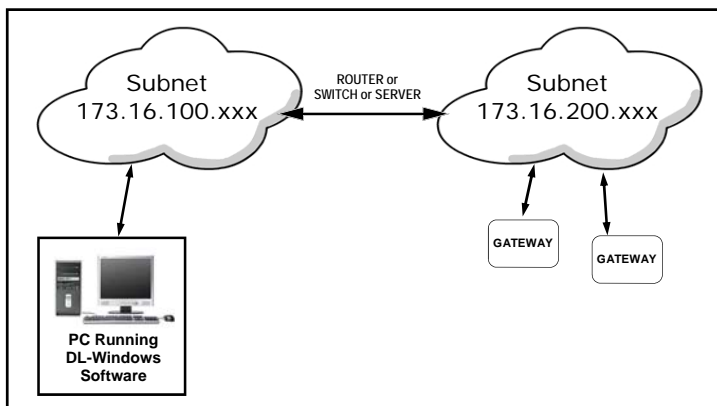 Subnet
173.16.100.xxx
ROUTER or
SWITCH or SERVER
Subnet
173.16.200.xxx
GATEWAY
GATEWAY
PC Running
DL-Windows
Software